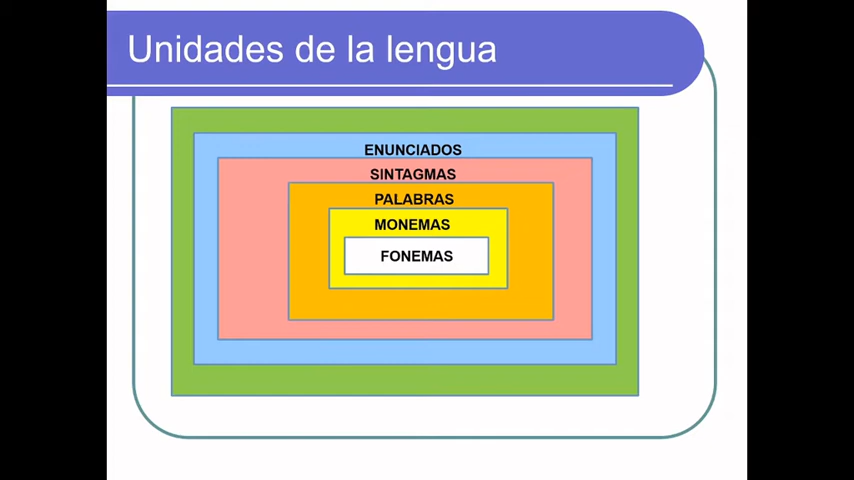 Unidades de la lengua
ENUNCIADOS
SINTAGMAS
PALABRAS
MONEMAS
FONEMAS